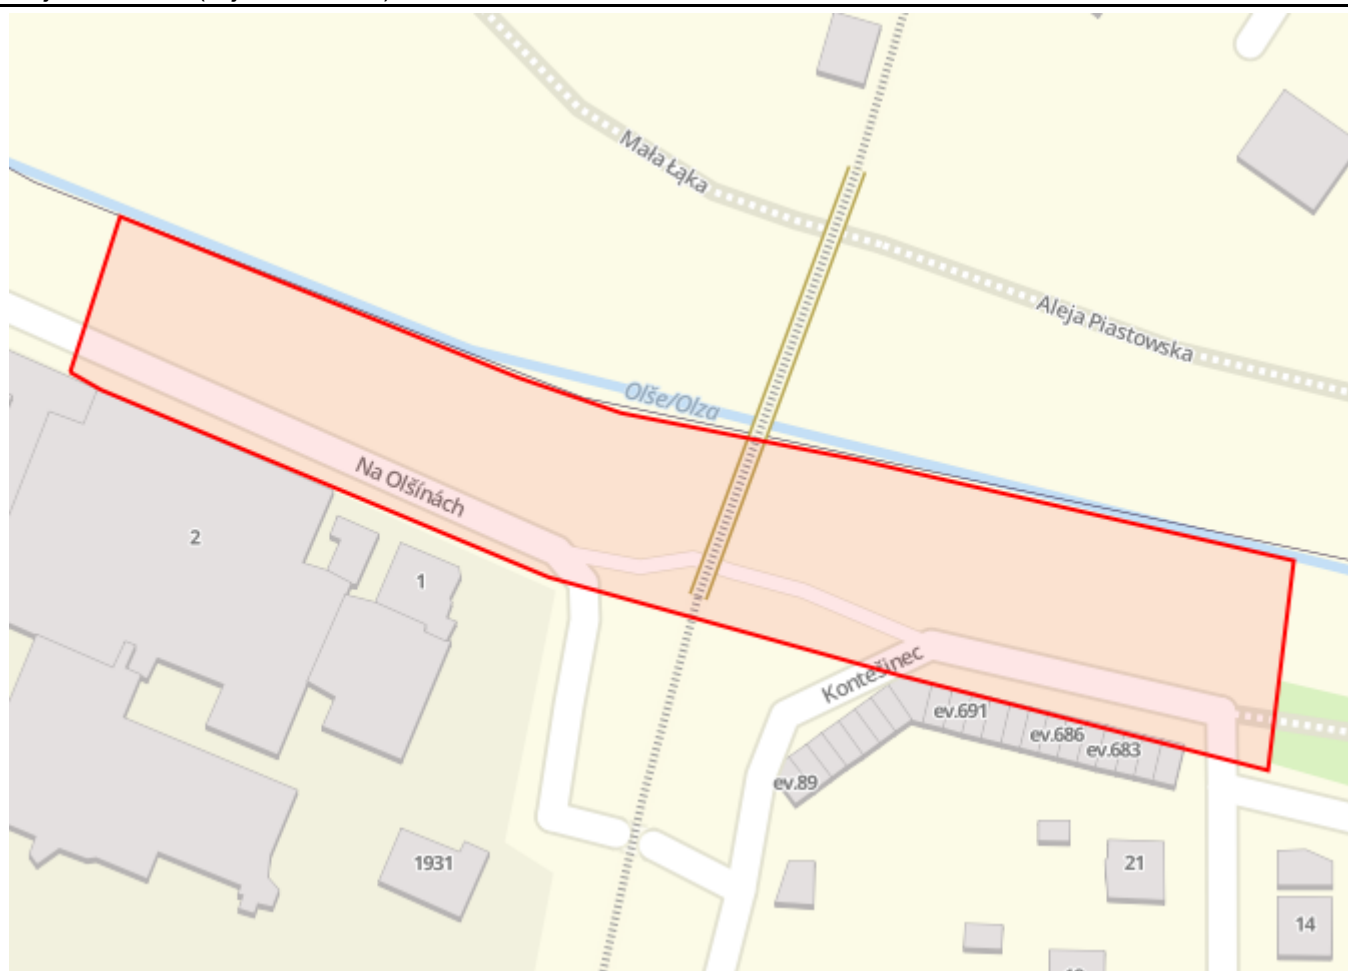 Mała Łąka
Aleja Piastowska
Olše/Olza
Na Olšínách
2
1
Kontešinec
ev.691
ev.686
ev.683
ev.89
1931
21
14